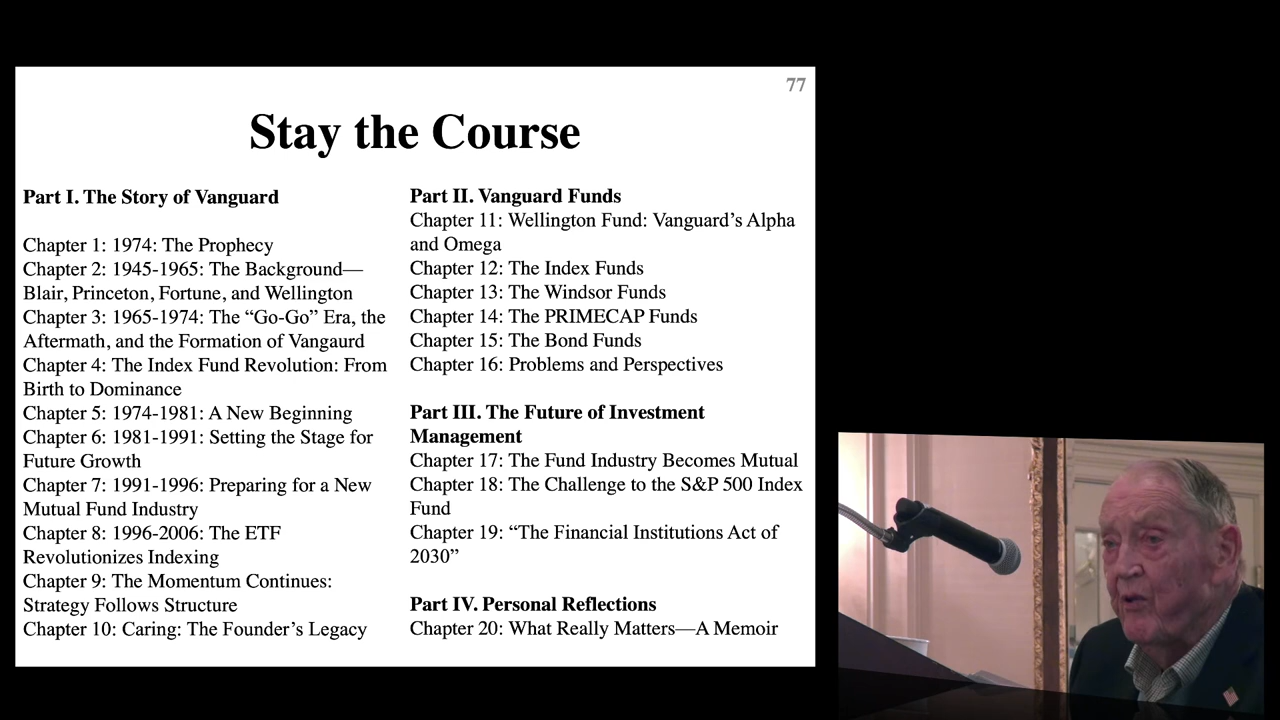 77
Stay the Course
Part I. The Story of Vanguard
Chapter 1: 1974: The Prophecy
Chapter 2: 1945-1965: The Background—
Blair, Princeton, Fortune, and Wellington
Chapter 3: 1965-1974: The “Go-Go” Era, the
Aftermath, and the Formation of Vangaurd
Chapter 4: The Index Fund Revolution: From
Birth to Dominance
Chapter 5: 1974-1981: A New Beginning
Chapter 6: 1981-1991: Setting the Stage for
Future Growth
Chapter 7: 1991-1996: Preparing for a New
Mutual Fund Industry
Chapter 8: 1996-2006: The ETF
Revolutionizes Indexing
Chapter 9: The Momentum Continues:
Strategy Follows Structure
Chapter 10: Caring: The Founder’s Legacy
Part II. Vanguard Funds
Chapter 11: Wellington Fund: Vanguard’s Alpha
and Omega
Chapter 12: The Index Funds
Chapter 13: The Windsor Funds
Chapter 14: The PRIMECAP Funds
Chapter 15: The Bond Funds
Chapter 16: Problems and Perspectives
Part III. The Future of Investment
Management
Chapter 17: The Fund Industry Becomes Mutual
Chapter 18: The Challenge to the S&P 500 Index
Fund
Chapter 19: “The Financial Institutions Act of
2030”
Part IV. Personal Reflections
Chapter 20: What Really Matters—A Memoir